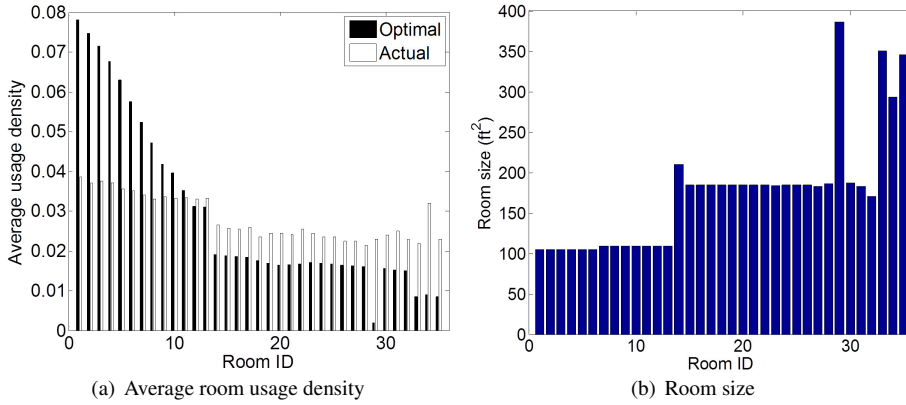 0.08
0.07
0.06
0.05
0.04
0.03
0.02
0.01
0
Average usage density
Optimal
Actual
0 10 20 30
Room ID
(a) Average room usage density
400
350
300
250
200
150
100
50
0
Room size (ft²)
0 10 20 30
Room ID
(b) Room size